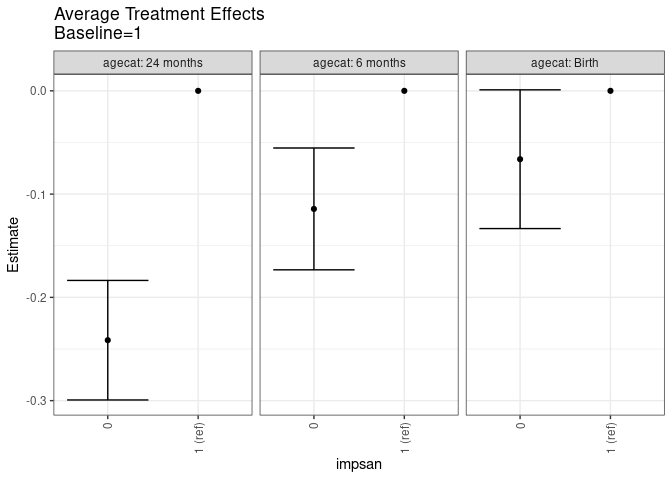 Average Treatment Effects
Baseline=1
agecat: 24 months
agecat: 6 months
agecat: Birth
0.0
-0.1
-0.2
-0.3
Estimate
0
1 (ref)
0
1 (ref)
0
1 (ref)
impsan